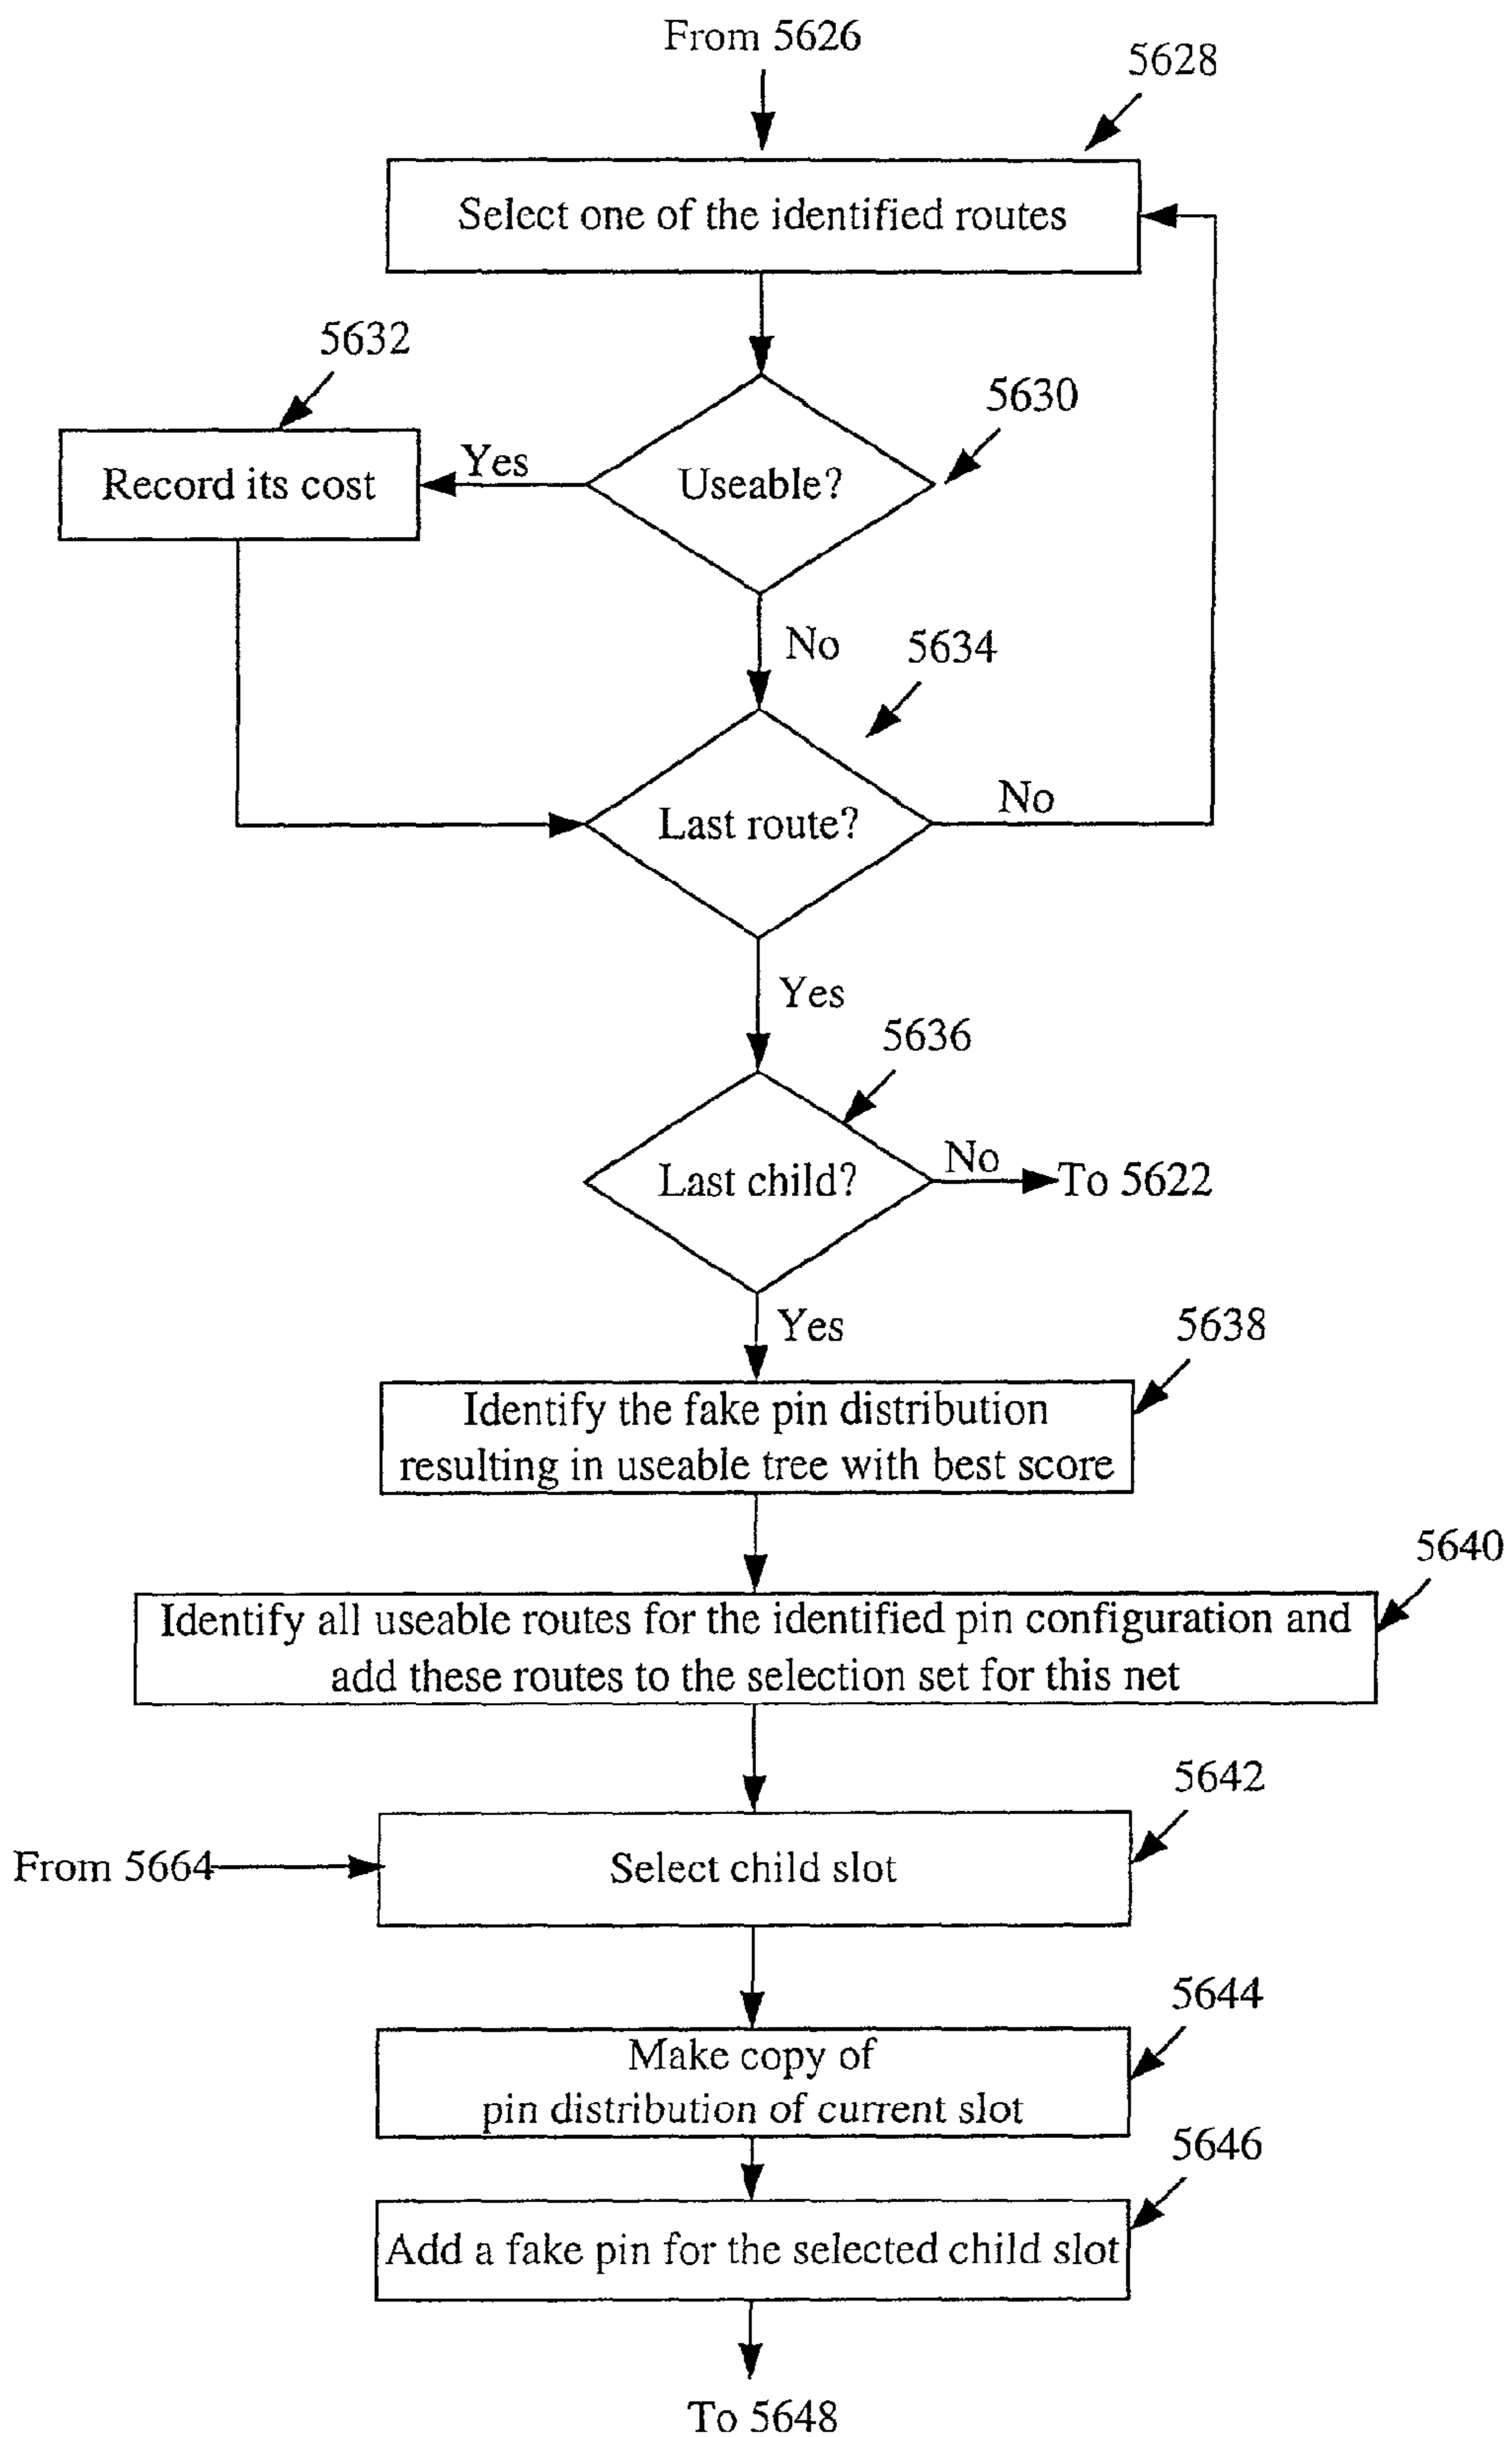 From 5626
5628
Select one of the identified routes
5632
5630
Record its cost
Yes
Useable?
No
5634
Last route?
No
Yes
5636
Last child?
No
To 5622
Yes
5638
Identify the fake pin distribution
resulting in useable tree with best score
5640
Identify all useable routes for the identified pin configuration and
add these routes to the selection set for this net
5642
From 5664
Select child slot
5644
Make copy of
pin distribution of current slot
5646
Add a fake pin for the selected child slot
To 5648